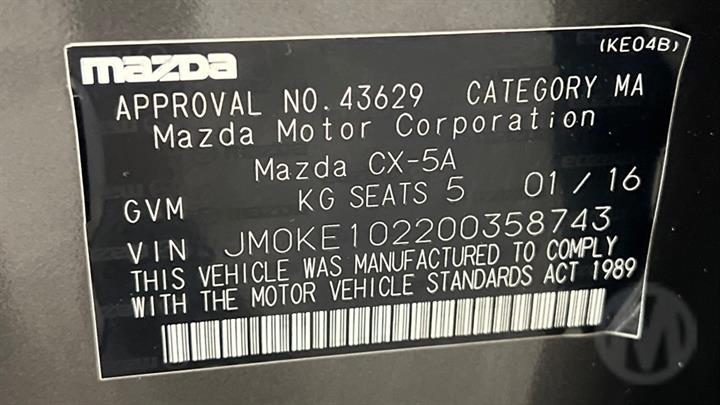 (KE04B)
mazda
APPROVAL NO. 43629 CATEGORY MA
Mazda Motor Corporation
Mazda CX-5A
GVM KG SEATS 5 01/16
VIN JM0KE102200358743
THIS VEHICLE WAS MANUFACTURED TO COMPLY
WITH THE MOTOR VEHICLE STANDARDS ACT 1989
M